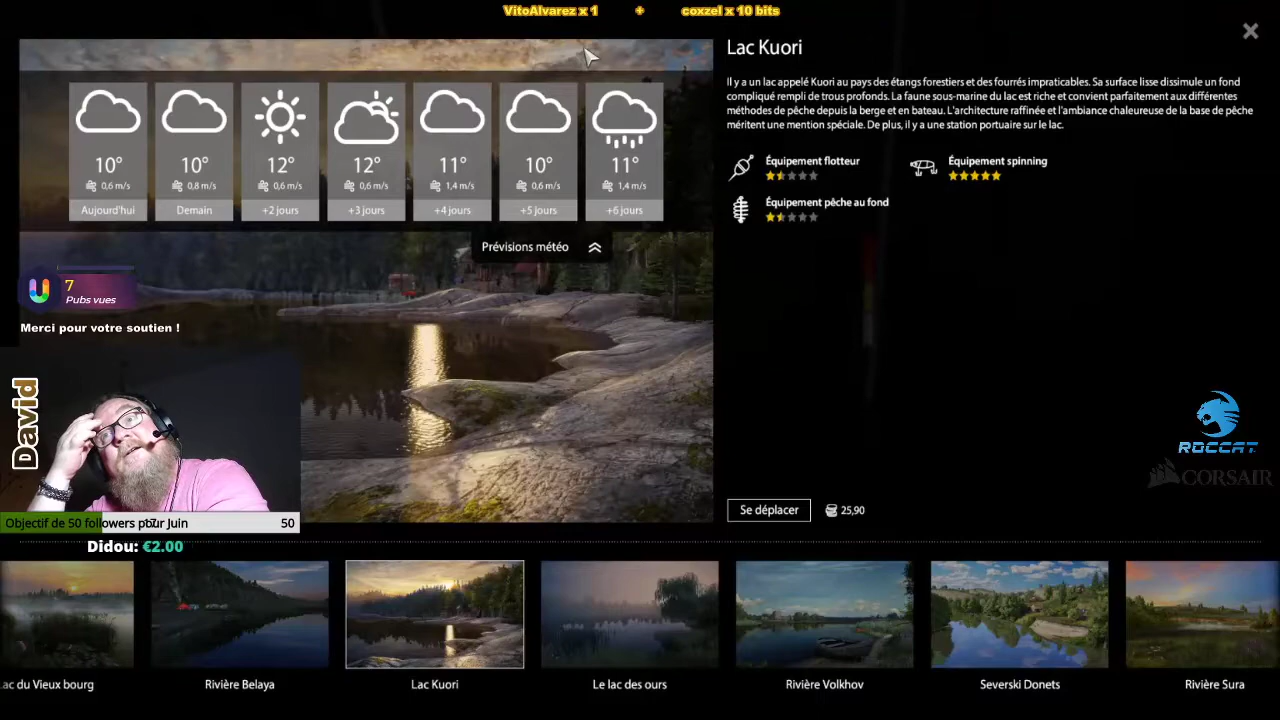 VitoAlvarez x 1 + coxzel x 10 bits
Lac Kuori
Il y a un lac appelé Kuori au pays des étangs forestiers et des fourrés impraticables. Sa surface lisse dissimule un fond
compliqué rempli de trous profonds. La faune sous-marine du lac est riche et convient parfaitement aux différentes
méthodes de pêche depuis la berge et en bateau. L'architecture raffinée et l'ambiance chaleureuse de la base de pêche
méritent une mention spéciale. De plus, il y a une station portuaire sur le lac.
10° 10° 12° 12° 11° 10° 11°
0,6 m/s 0,8 m/s 0,6 m/s 0,6 m/s 1,4 m/s 0,6 m/s 1,4 m/s
Aujourd'hui Demain +2 jours +3 jours +4 jours +5 jours +6 jours
Équipement flotteur
Équipement spinning
Équipement pêche au fond
Prévisions météo
7
Pubs vues
Merci pour votre soutien !
David
ROCCAT
CORSAIR
Se déplacer 25,90
Objectif de 50 followers pour Juin 17 50
Didou: €2.00
ac du Vieux bourg Rivière Belaya Lac Kuori Le lac des ours Rivière Volkhov Severski Donets Rivière Sura